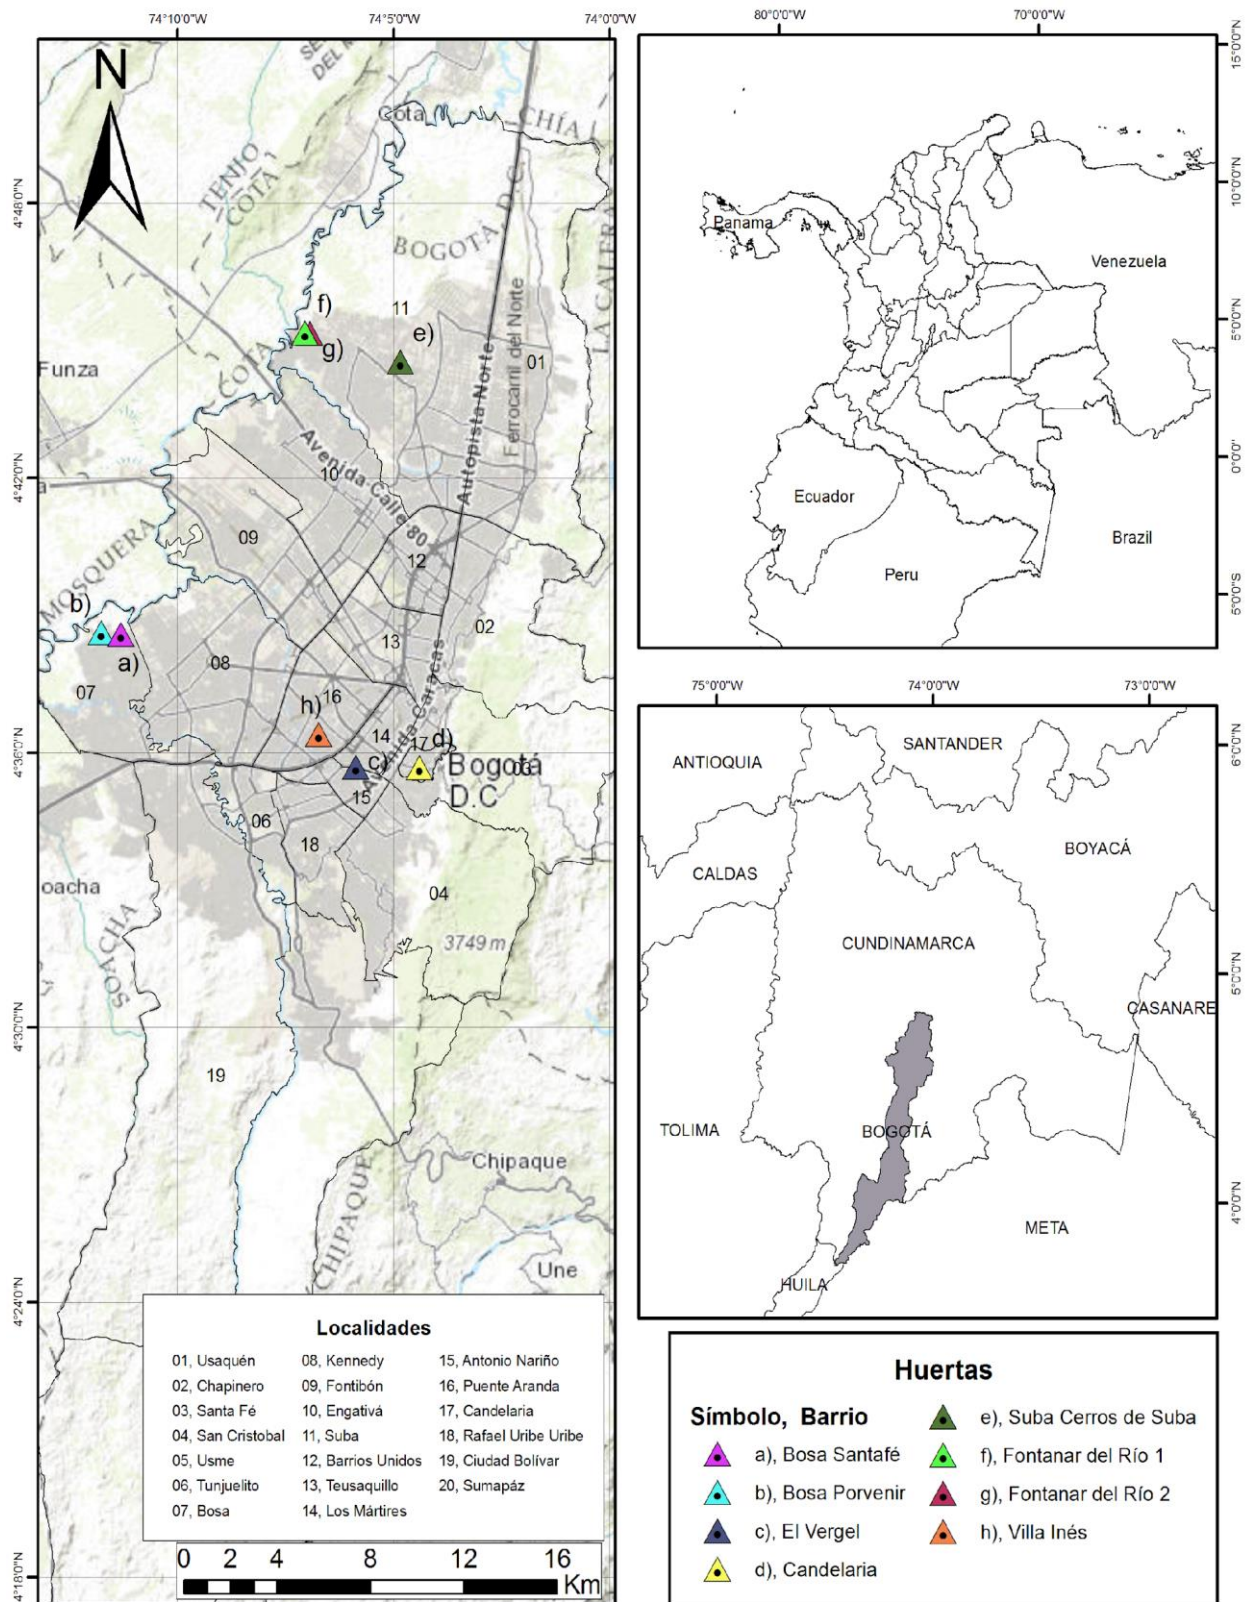 74°10'0"W 74°5'0"W 74°0'0"W
4°48'0"N
4°42'0"N
4°36'0"N
4°30'0"N
4°24'0"N
4°18'0"N
N
Cota
CHÍA
TENJO
COTA
BOGOTÁ, D.C.
LA CALERA
11
f)
e)
g)
01
Funza
COTA
Ferrocarril del Norte
Autopista Norte
Avenida Calle 80
10
a
09
12
MOSQUERA
b)
a)
02
13
08
07
Avenida Caracas
16
h)
14
17
d)
c)
Bogotá
D.C
03
15
06
18
04
oacha
3749 m
SOACHA
19
Chipaque
CHIPAQUE
Une
Localidades
01, Usaquén
02, Chapinero
03, Santa Fé
04, San Cristobal
05, Usme
06, Tunjuelito
07, Bosa
08, Kennedy
09, Fontibón
10, Engativá
11, Suba
12, Barrios Unidos
13, Teusaquillo
14, Los Mártires
15, Antonio Nariño
16, Puente Aranda
17, Candelaria
18, Rafael Uribe Uribe
19, Ciudad Bolívar
20, Sumapáz
0 2 4 8 12 16
Km
80°0'0"W 70°0'0"W
15°0'0"N
10°0'0"N
5°0'0"N
0°0'0"
5°0'0"S
Panama
Venezuela
Ecuador
Peru
Brazil
75°0'0"W 74°0'0"W 73°0'0"W
6°0'0"N
5°0'0"N
4°0'0"N
SANTANDER
ANTIOQUIA
BOYACÁ
CALDAS
CUNDINAMARCA
CASANARE
TOLIMA
BOGOTÁ
META
HUILA
Huertas
Símbolo, Barrio
a), Bosa Santafé
b), Bosa Porvenir
c), El Vergel
d), Candelaria
e), Suba Cerros de Suba
f), Fontanar del Río 1
g), Fontanar del Río 2
h), Villa Inés